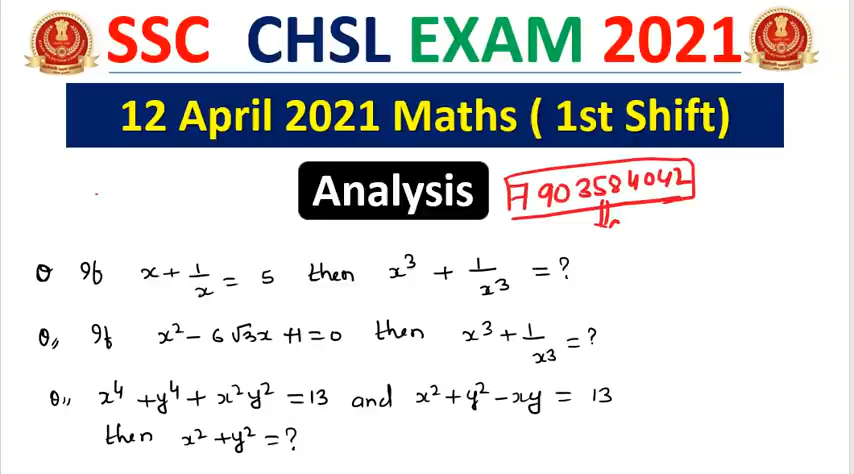 SSC CHSL EXAM 2021
12 April 2021 Maths ( 1st Shift)
Analysis
7903584042
Q If x + 1/x = 5 then x³ + 1/x³ = ?
Q,, If x² - 6√3x + 1 = 0 then x³ + 1/x³ = ?
Q,, x⁴ + y⁴ + x²y² = 13 and x² + y² - xy = 13
then x² + y² = ?